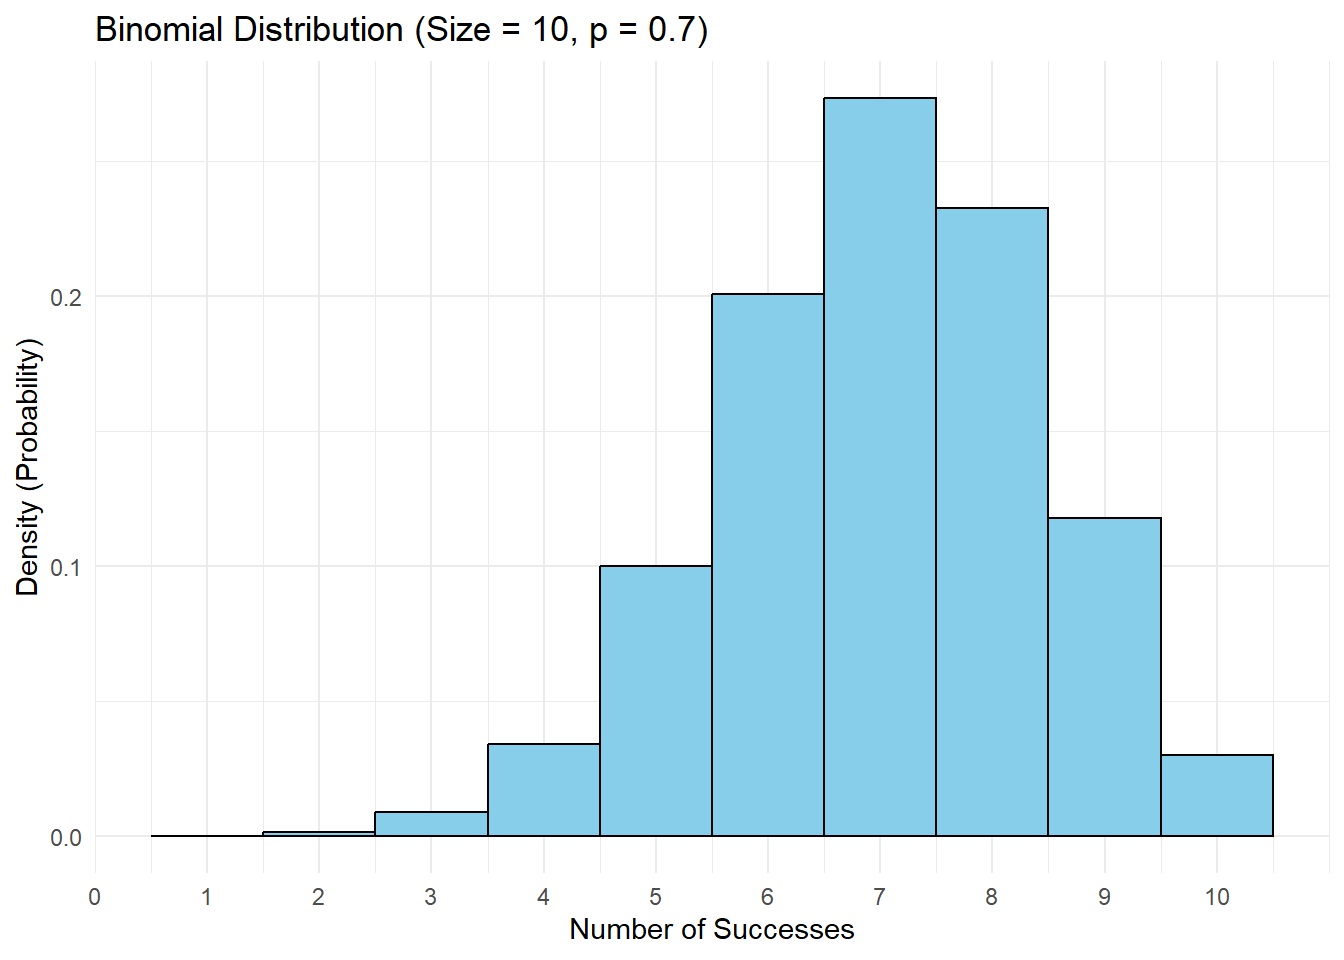 Binomial Distribution (Size = 10, p = 0.7)
Density (Probability)
0.2
0.1
0.0
0 1 2 3 4 5 6 7 8 9 10
Number of Successes